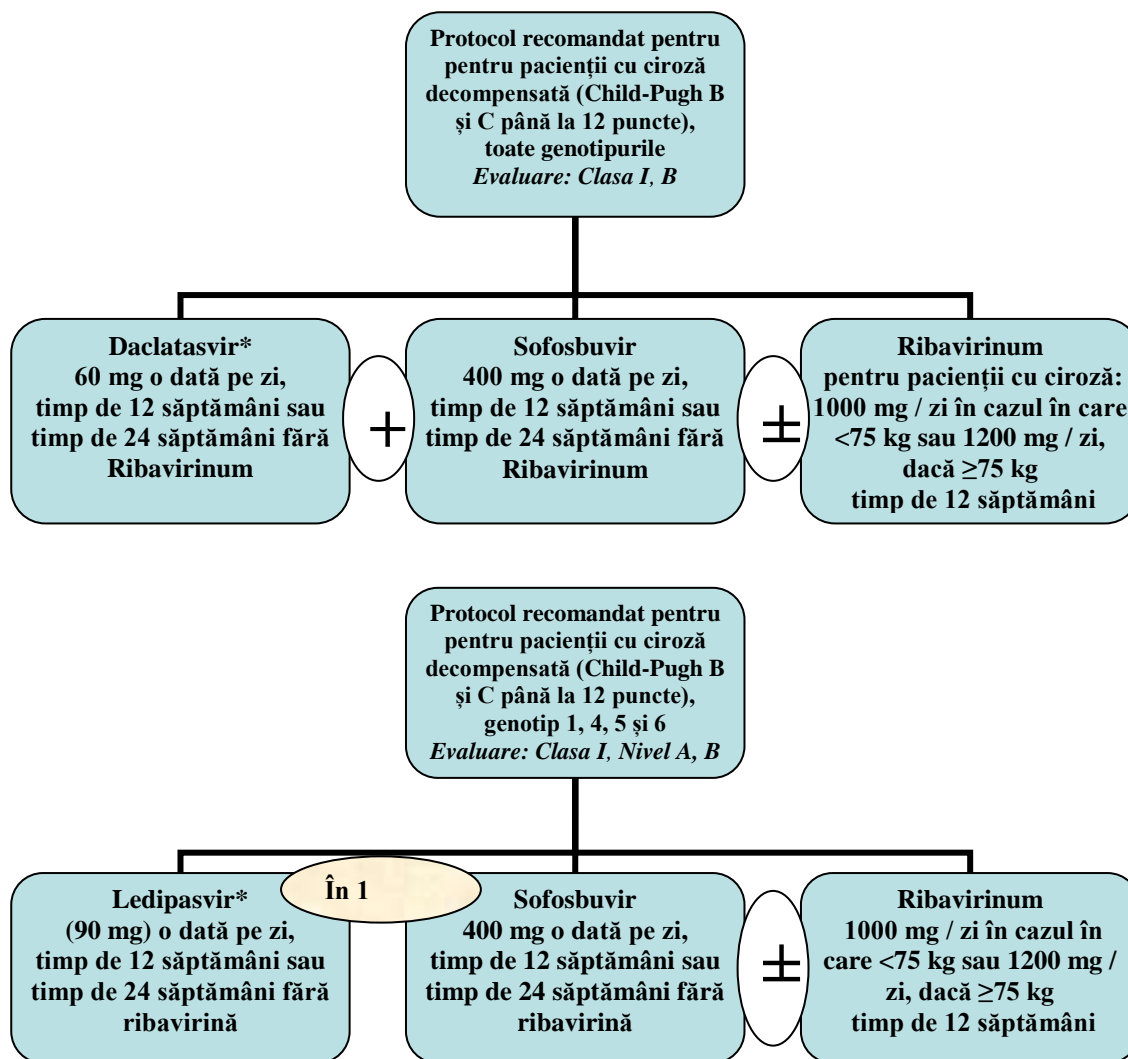 Protocol recomandat pentru
pentru pacienții cu ciroză
decompensată (Child-Pugh B
și C până la 12 puncte),
toate genotipurile
Evaluare: Clasa I, B
Daclatasvir*
60 mg o dată pe zi,
timp de 12 săptămâni sau
timp de 24 săptămâni fără
Ribavirinum
+
Sofosbuvir
400 mg o dată pe zi,
timp de 12 săptămâni sau
timp de 24 săptămâni fără
Ribavirinum
±
Ribavirinum
pentru pacienții cu ciroză:
1000 mg / zi în cazul în care
<75 kg sau 1200 mg / zi,
dacă ≥75 kg
timp de 12 săptămâni
Protocol recomandat pentru
pentru pacienții cu ciroză
decompensată (Child-Pugh B
și C până la 12 puncte),
genotip 1, 4, 5 și 6
Evaluare: Clasa I, Nivel A, B
Ledipasvir*
(90 mg) o dată pe zi,
timp de 12 săptămâni sau
timp de 24 săptămâni fără
ribavirină
În 1
Sofosbuvir
400 mg o dată pe zi,
timp de 12 săptămâni sau
timp de 24 săptămâni fără
ribavirină
±
Ribavirinum
1000 mg / zi în cazul în
care <75 kg sau 1200 mg /
zi, dacă ≥75 kg
timp de 12 săptămâni